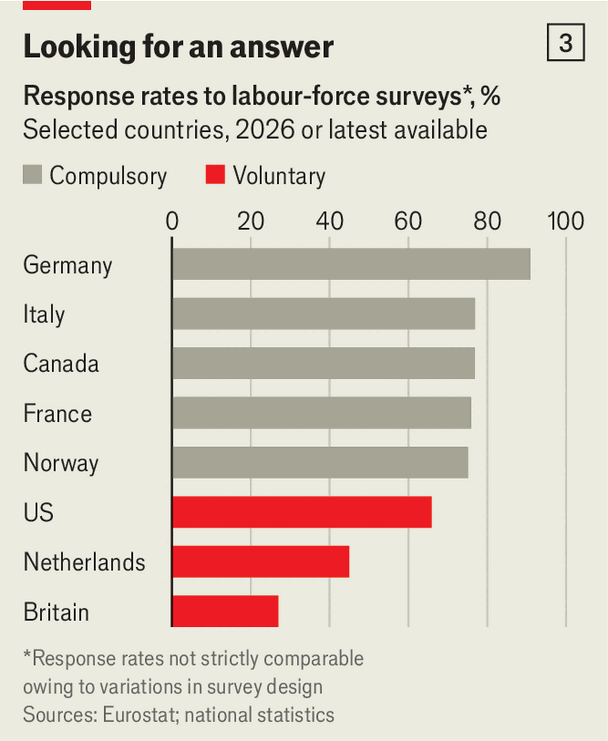 Looking for an answer
3
Response rates to labour-force surveys*, %
Selected countries, 2026 or latest available
Compulsory
Voluntary
0 20 40 60 80 100
Germany
Italy
Canada
France
Norway
US
Netherlands
Britain
*Response rates not strictly comparable
owing to variations in survey design
Sources: Eurostat; national statistics